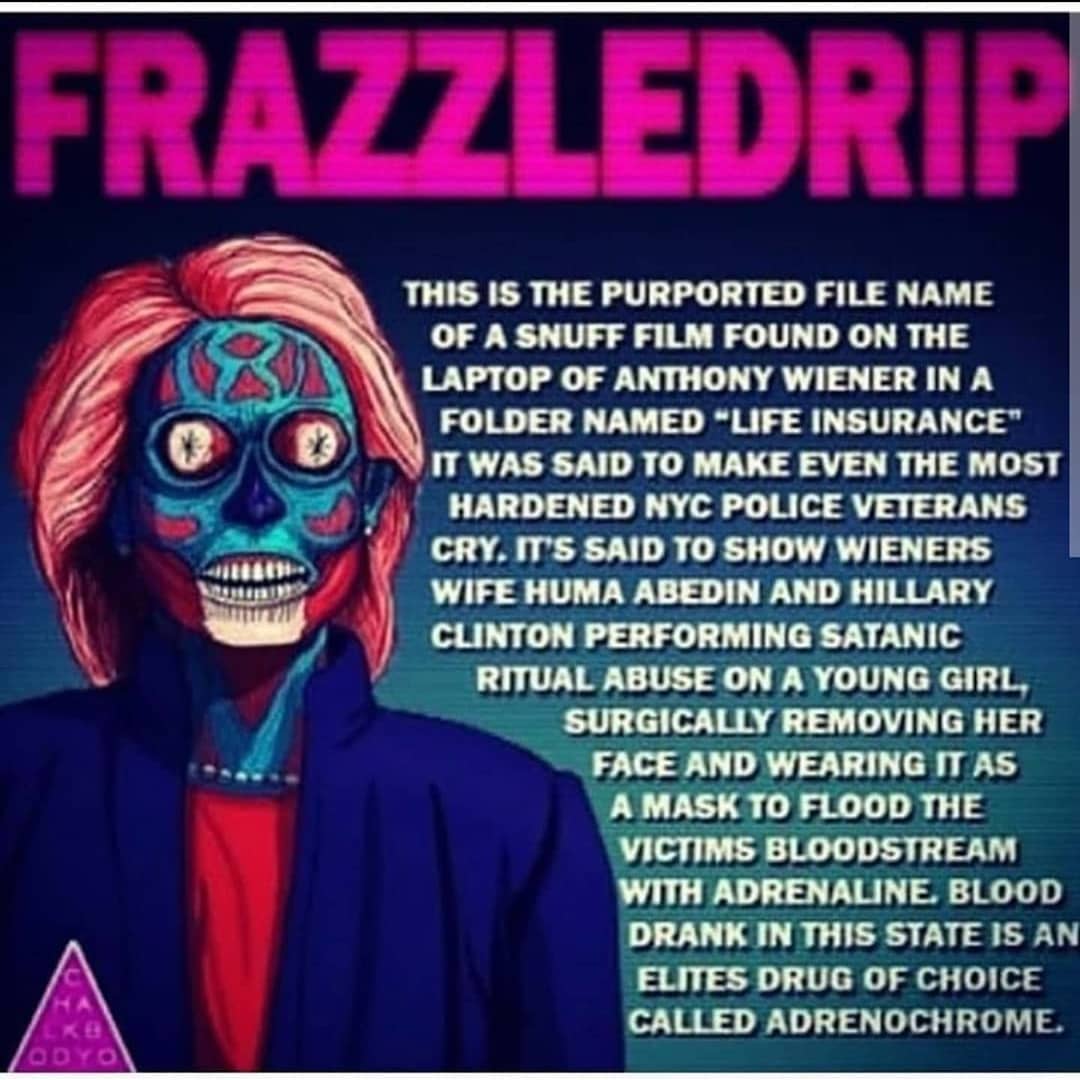 FRAZZLEDRIP
THIS IS THE PURPORTED FILE NAME
OF A SNUFF FILM FOUND ON THE
LAPTOP OF ANTHONY WIENER IN A
FOLDER NAMED "LIFE INSURANCE"
IT WAS SAID TO MAKE EVEN THE MOST
HARDENED NYC POLICE VETERANS
CRY. IT'S SAID TO SHOW WIENERS
WIFE HUMA ABEDIN AND HILLARY
CLINTON PERFORMING SATANIC
RITUAL ABUSE ON A YOUNG GIRL,
SURGICALLY REMOVING HER
FACE AND WEARING IT AS
A MASK TO FLOOD THE
VICTIMS BLOODSTREAM
WITH ADRENALINE. BLOOD
DRANK IN THIS STATE IS AN
ELITES DRUG OF CHOICE
CALLED ADRENOCHROME.
C
HA
LKB
ODYO